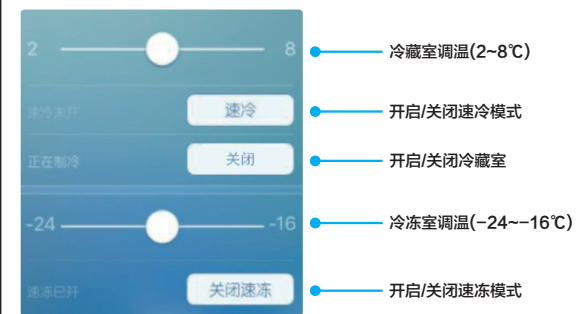 2 8 冷藏室调温(2~8℃)
速冷未开 速冷 开启/关闭速冷模式
正在制冷 关闭 开启/关闭冷藏室
-24 -16 冷冻室调温(-24~-16℃)
速冻已开 关闭速冻 开启/关闭速冻模式